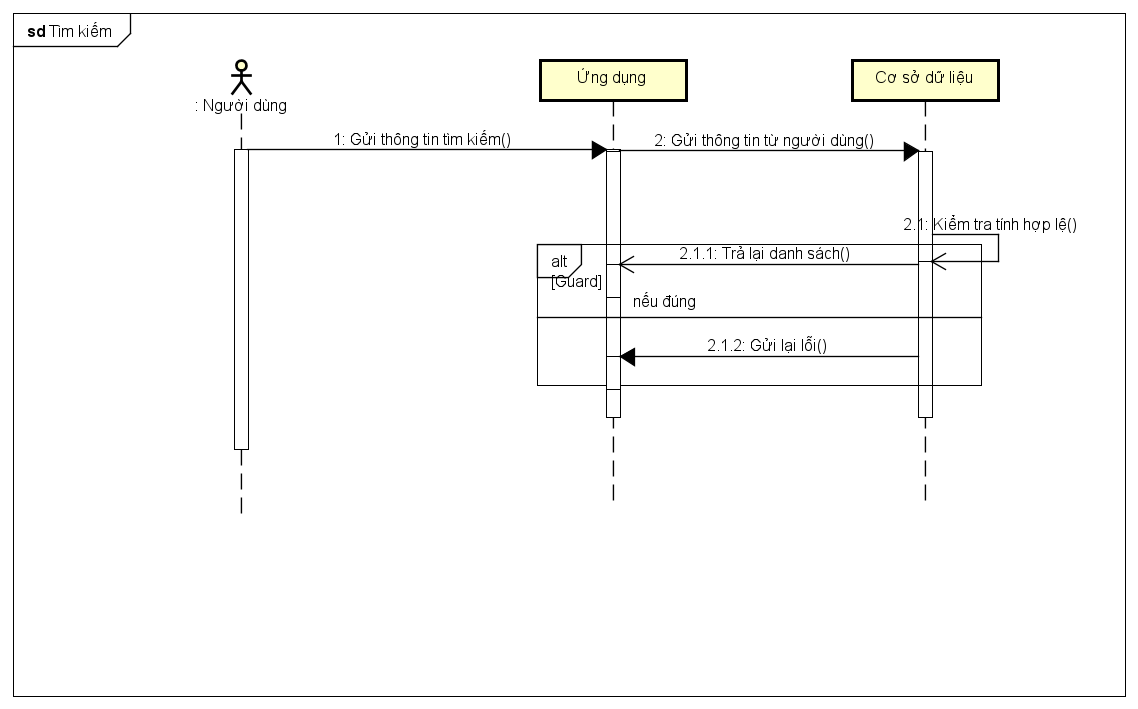 sd Tìm kiếm
: Người dùng
Ứng dụng
Cơ sở dữ liệu
1: Gửi thông tin tìm kiếm()
2: Gửi thông tin từ người dùng()
2.1: Kiểm tra tính hợp lệ()
alt
2.1.1: Trả lại danh sách()
[Guard]
nếu đúng
2.1.2: Gửi lại lỗi()